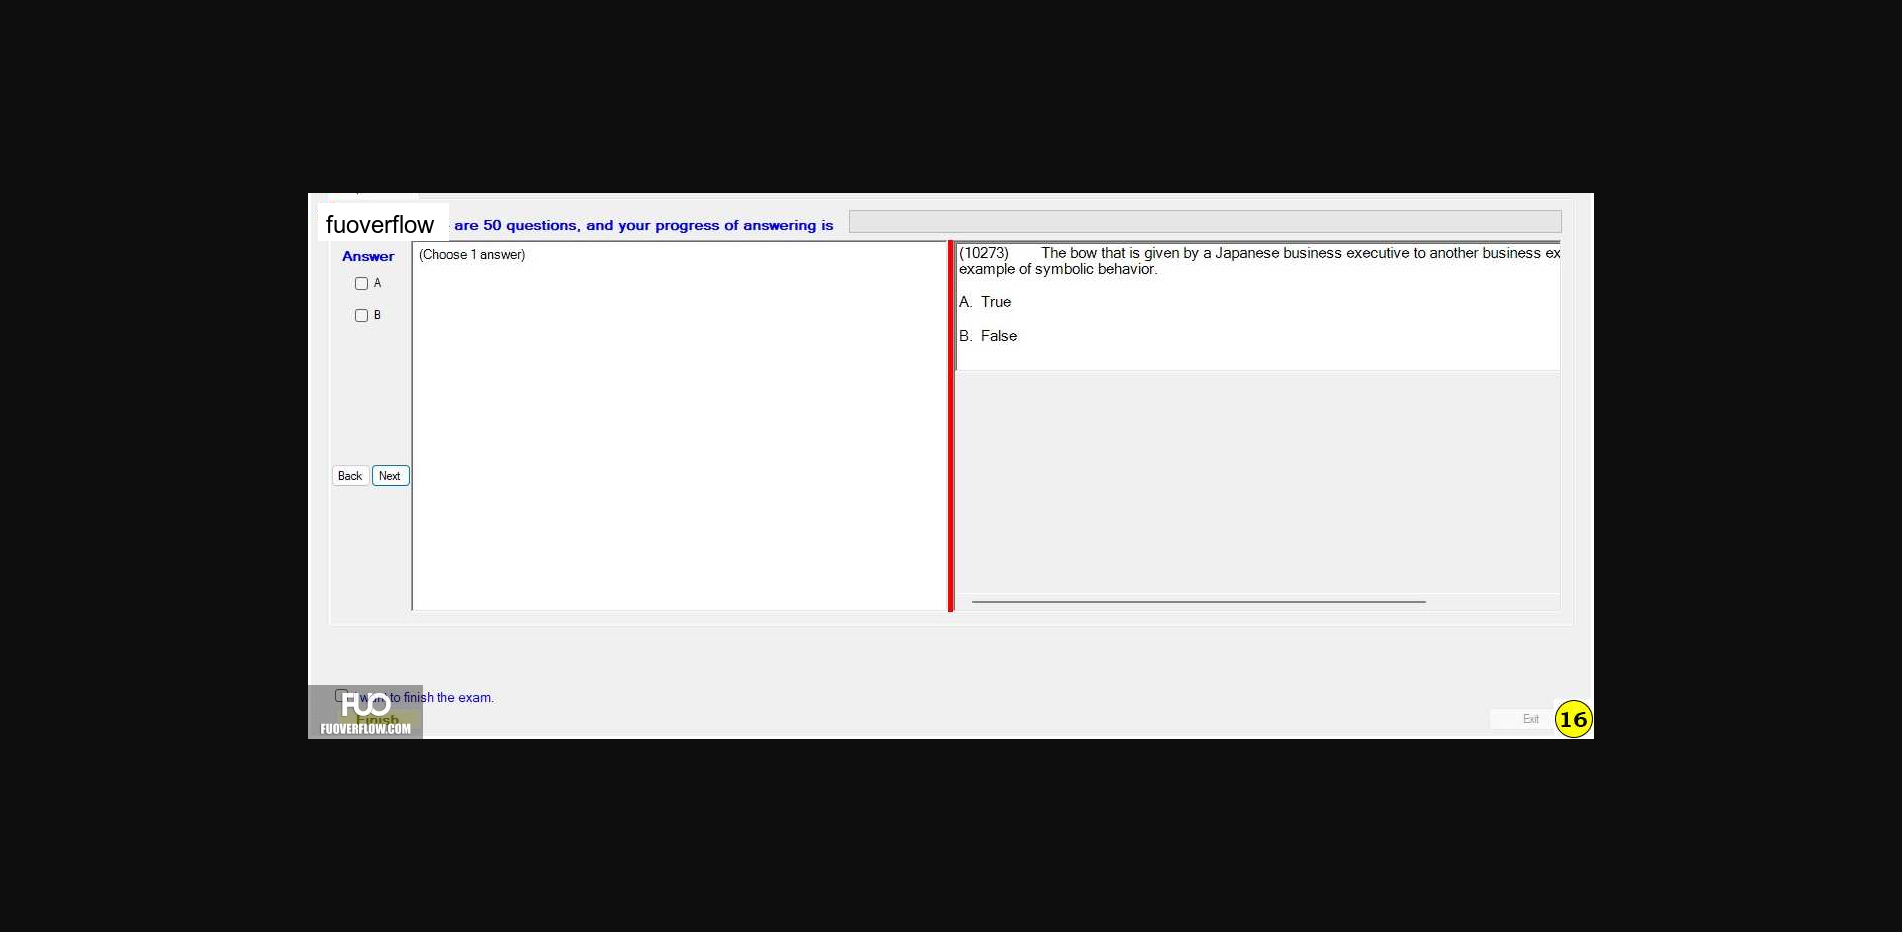 fuoverflow
are 50 questions, and your progress of answering is
Answer
(Choose 1 answer)
A
B
Back Next
(10273) The bow that is given by a Japanese business executive to another business ex
example of symbolic behavior.
A. True
B. False
want to finish the exam.
Finish
FUO
FUOVERFLOW.COM
Exit
16